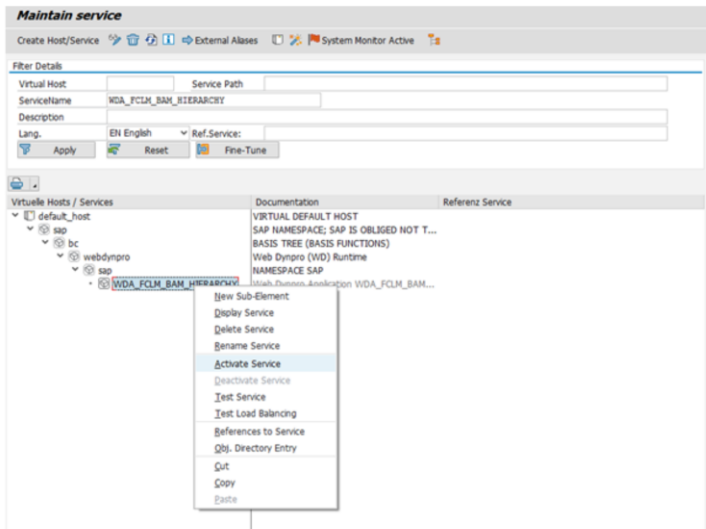 Maintain service
Create Host/Service External Aliases System Monitor Active
Filter Details
Virtual Host Service Path
ServiceName WDA_FCLM_BAM_HIERARCHY
Description
Lang. EN English Ref.Service:
Apply Reset Fine-Tune
Virtuelle Hosts / Services Documentation Referenz Service
default_host VIRTUAL DEFAULT HOST
sap SAP NAMESPACE; SAP IS OBLIGED NOT T...
bc BASIS TREE (BASIS FUNCTIONS)
webdynpro Web Dynpro (WD) Runtime
sap NAMESPACE SAP
WDA_FCLM_BAM_HIERARCHY Web Dynpro Application WDA_FCLM_BAM...
New Sub-Element
Display Service
Delete Service
Rename Service
Activate Service
Deactivate Service
Test Service
Test Load Balancing
References to Service
Obj. Directory Entry
Cut
Copy
Paste